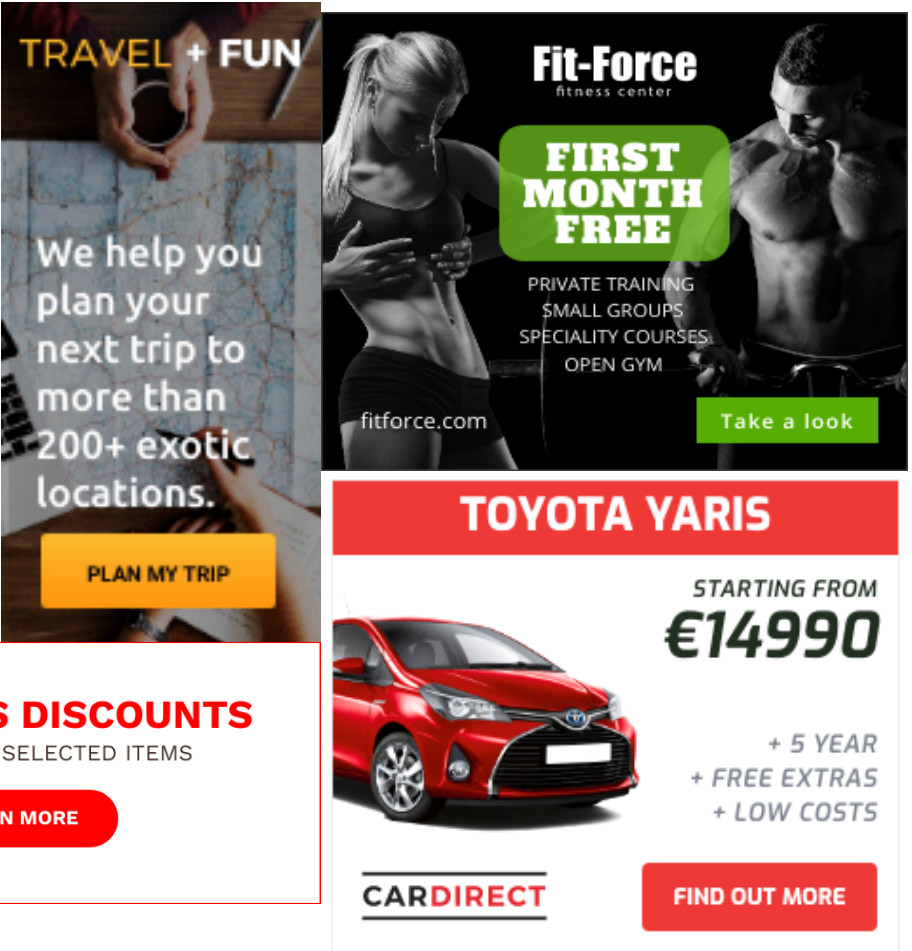 TRAVEL + FUN
We help you
plan your
next trip to
more than
200+ exotic
locations.
PLAN MY TRIP
Fit-Force
fitness center
FIRST
MONTH
FREE
PRIVATE TRAINING
SMALL GROUPS
SPECIALITY COURSES
OPEN GYM
fitforce.com
Take a look
S DISCOUNTS
SELECTED ITEMS
N MORE
TOYOTA YARIS
STARTING FROM
€14990
+ 5 YEAR
+ FREE EXTRAS
+ LOW COSTS
CARDIRECT
FIND OUT MORE